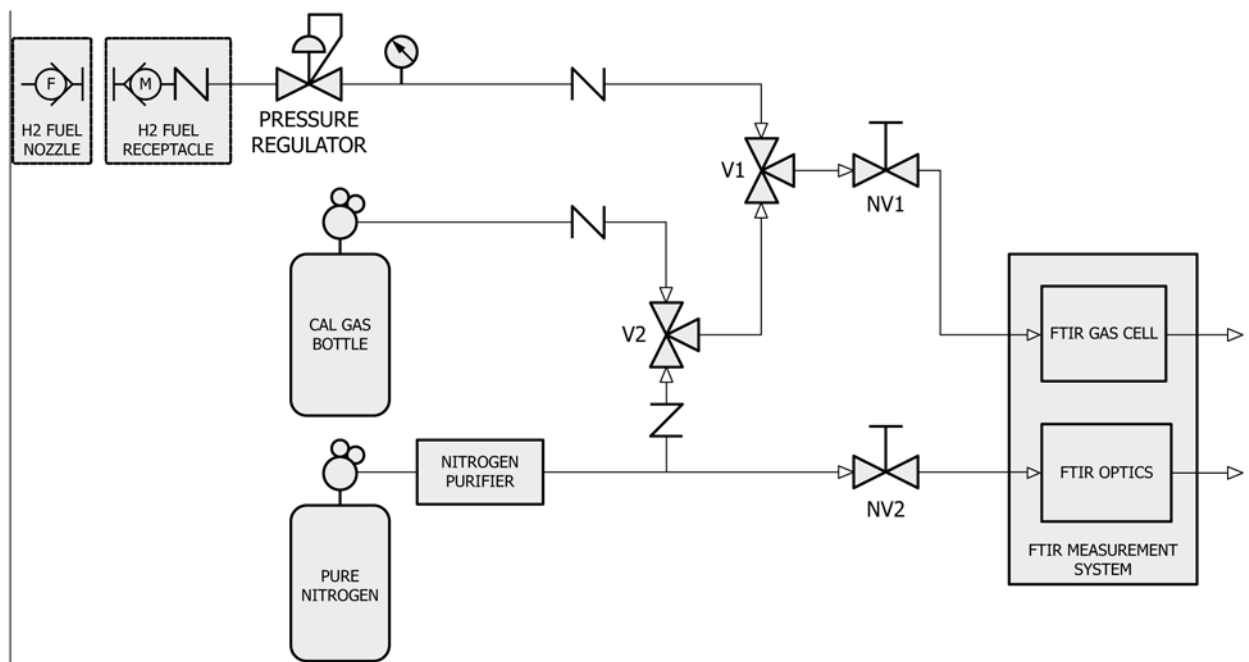 F
M
H2 FUEL
NOZZLE
H2 FUEL
RECEPTACLE
PRESSURE
REGULATOR
V1
NV1
CAL GAS
BOTTLE
V2
FTIR GAS CELL
NITROGEN
PURIFIER
NV2
FTIR OPTICS
FTIR MEASUREMENT
SYSTEM
PURE
NITROGEN